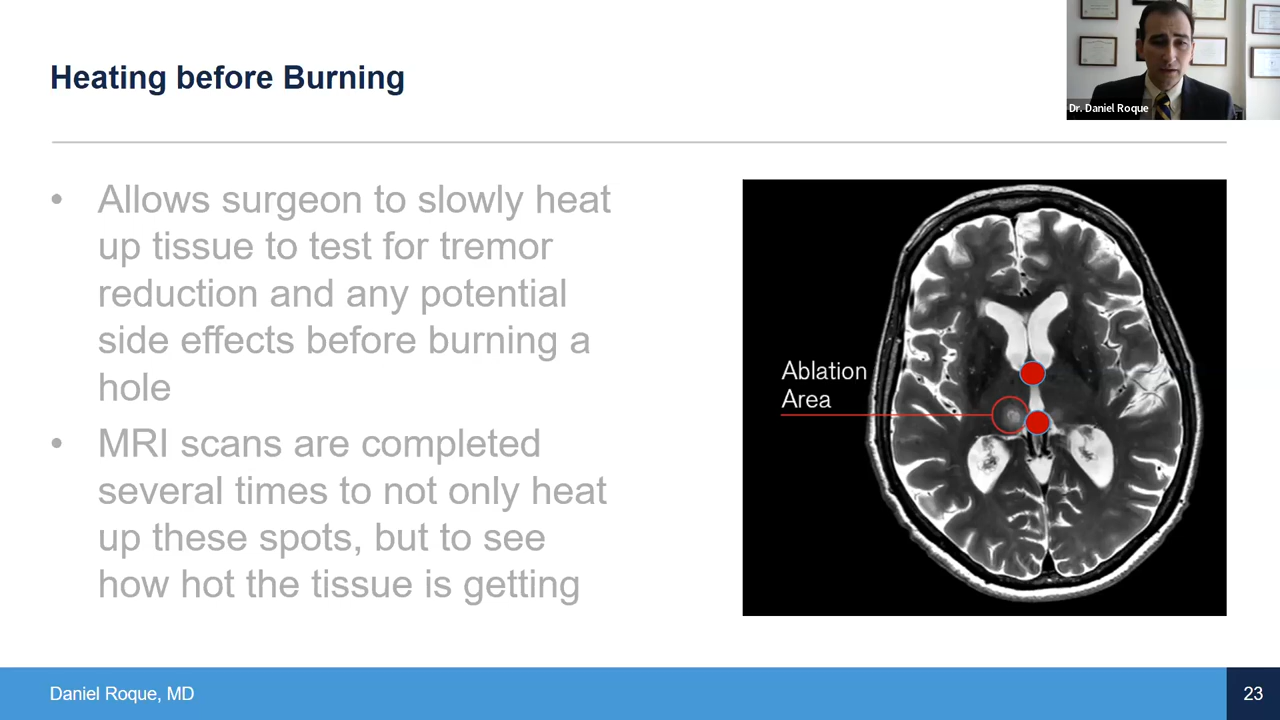 Heating before Burning
Dr. Daniel Roque
• Allows surgeon to slowly heat
up tissue to test for tremor
reduction and any potential
side effects before burning a
hole
• MRI scans are completed
several times to not only heat
up these spots, but to see
how hot the tissue is getting
Ablation
Area
Daniel Roque, MD
23